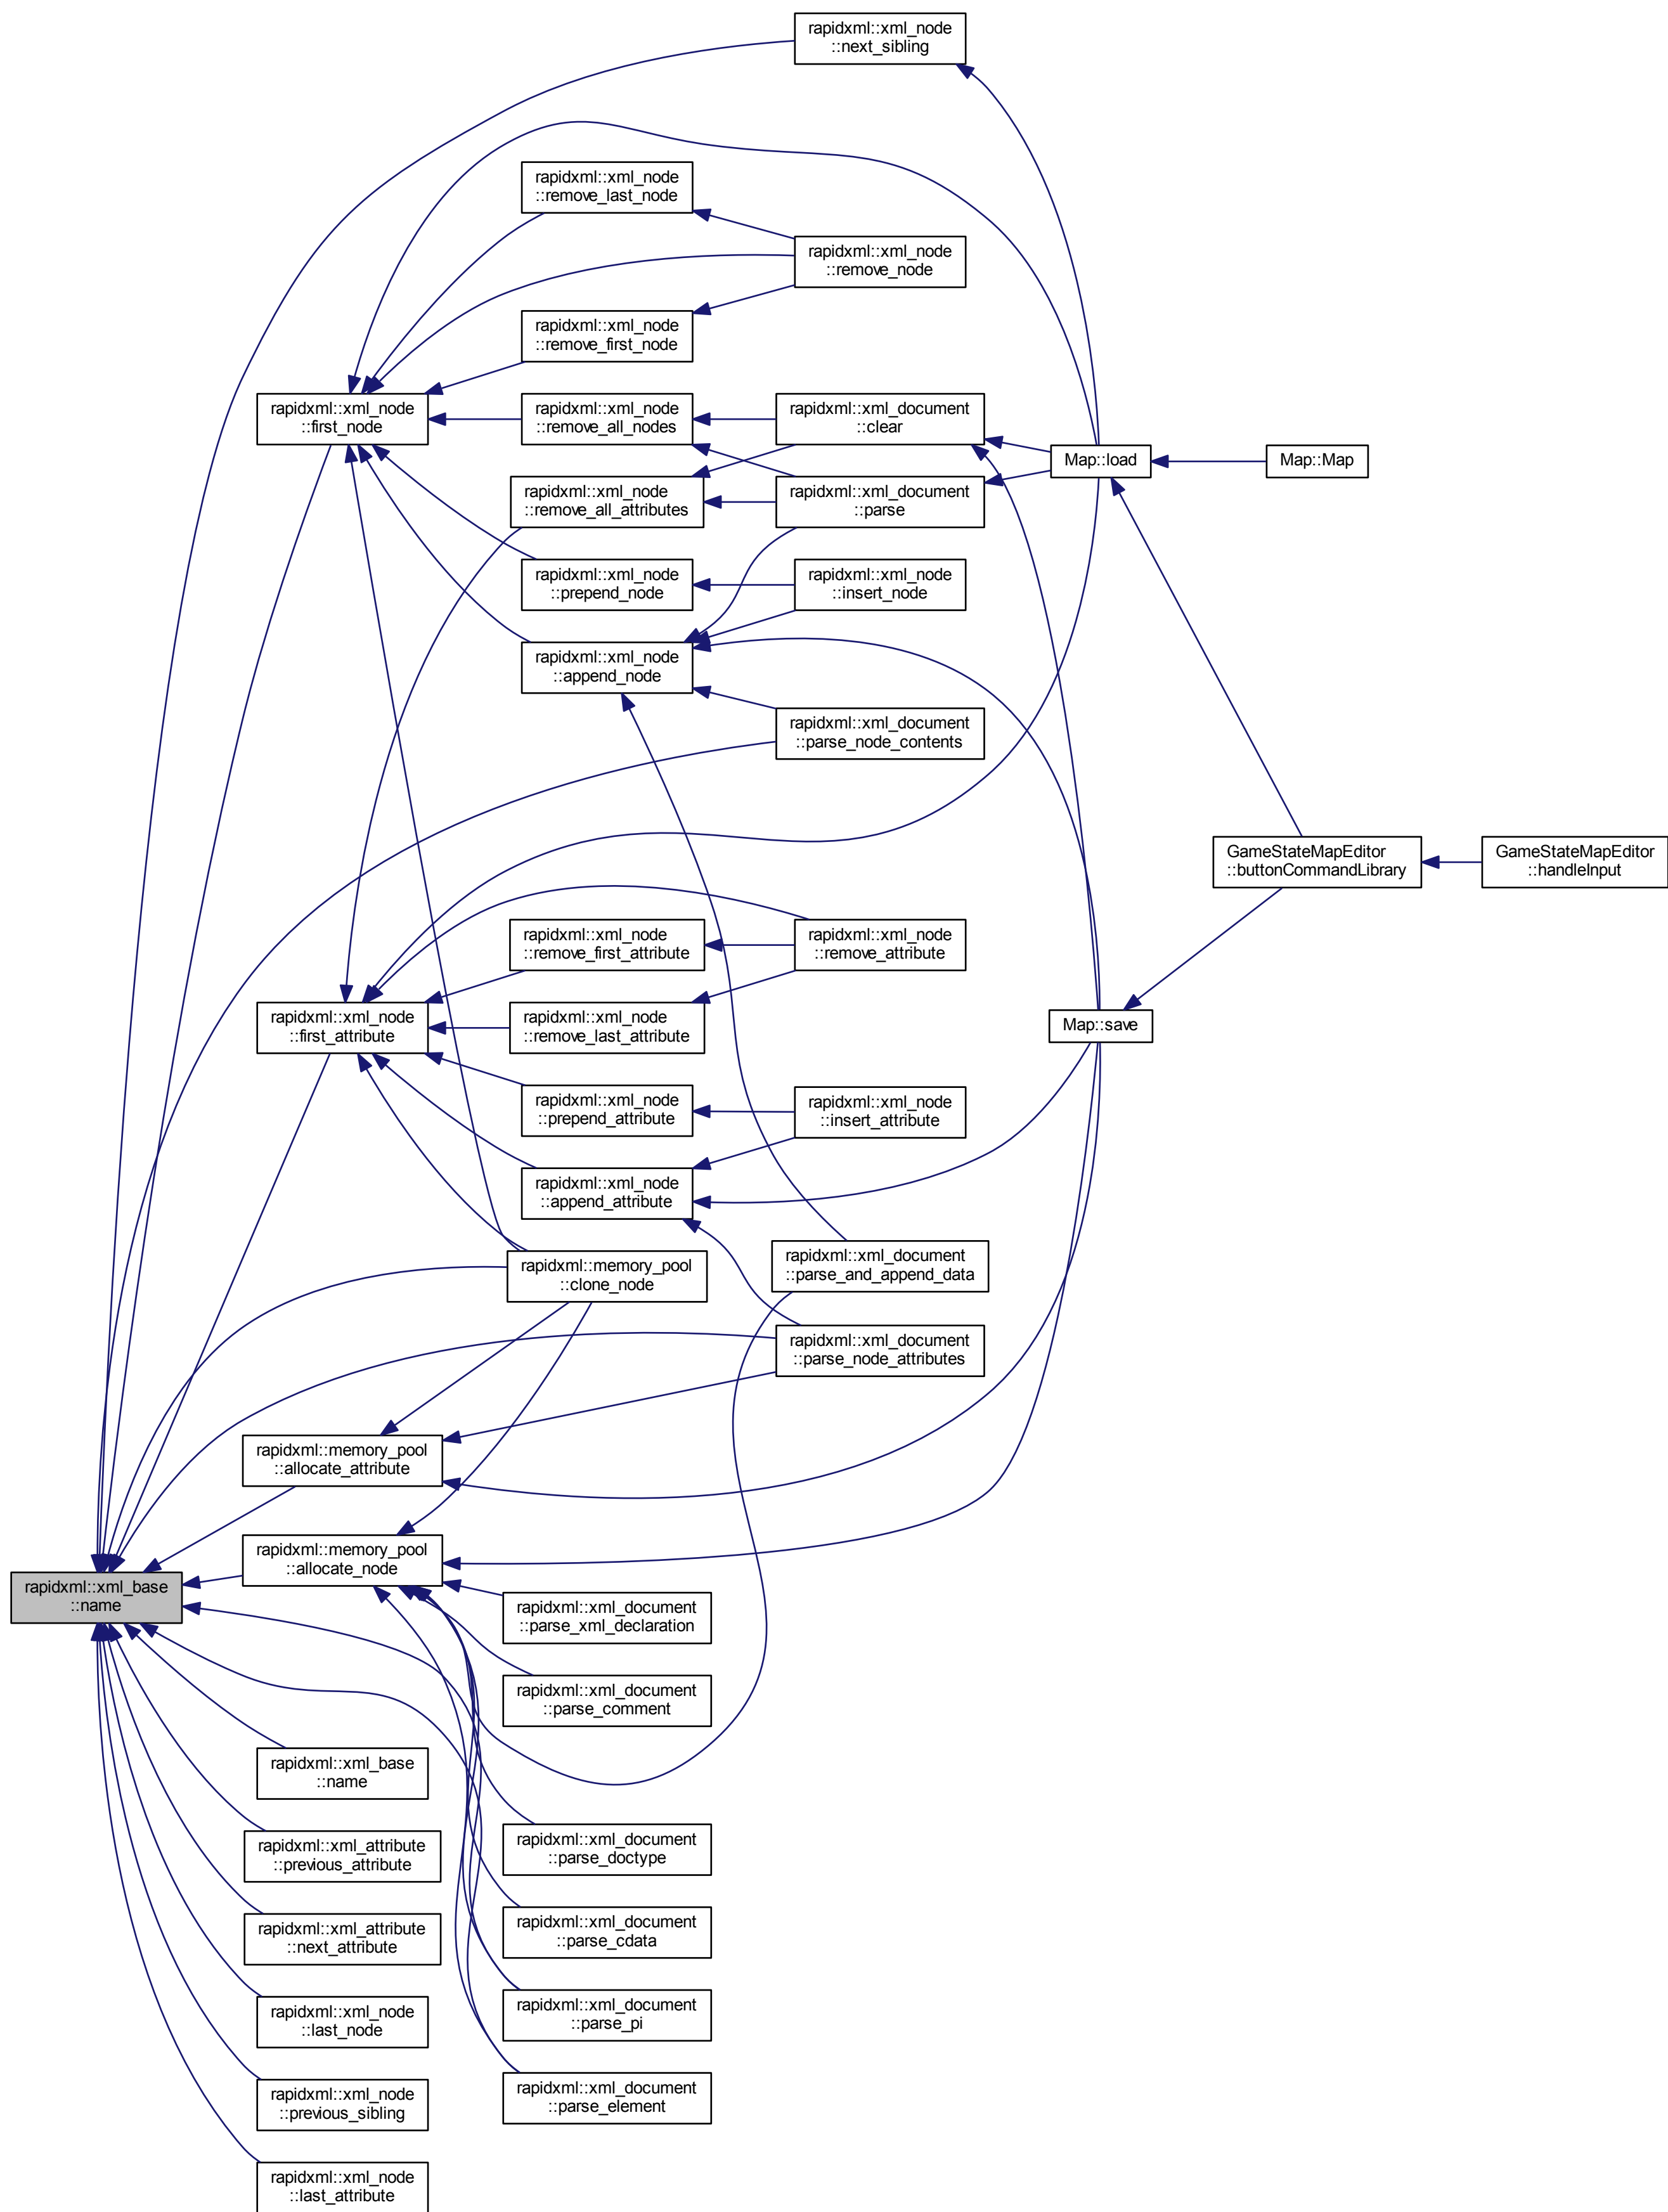 rapidxml::xml_node
::next_sibling
rapidxml::xml_node
::remove_last_node
rapidxml::xml_node
::remove_node
rapidxml::xml_node
::remove_first_node
rapidxml::xml_node
::first_node
rapidxml::xml_node
::remove_all_nodes
rapidxml::xml_document
::clear
Map::load
Map::Map
rapidxml::xml_node
::remove_all_attributes
rapidxml::xml_document
::parse
rapidxml::xml_node
::prepend_node
rapidxml::xml_node
::insert_node
rapidxml::xml_node
::append_node
rapidxml::xml_document
::parse_node_contents
GameStateMapEditor
::buttonCommandLibrary
GameStateMapEditor
::handleInput
rapidxml::xml_node
::remove_first_attribute
rapidxml::xml_node
::remove_attribute
rapidxml::xml_node
::first_attribute
rapidxml::xml_node
::remove_last_attribute
Map::save
rapidxml::xml_node
::prepend_attribute
rapidxml::xml_node
::insert_attribute
rapidxml::xml_node
::append_attribute
rapidxml::memory_pool
::clone_node
rapidxml::xml_document
::parse_and_append_data
rapidxml::xml_document
::parse_node_attributes
rapidxml::memory_pool
::allocate_attribute
rapidxml::memory_pool
::allocate_node
rapidxml::xml_base
::name
rapidxml::xml_document
::parse_xml_declaration
rapidxml::xml_document
::parse_comment
rapidxml::xml_base
::name
rapidxml::xml_attribute
::previous_attribute
rapidxml::xml_document
::parse_doctype
rapidxml::xml_attribute
::next_attribute
rapidxml::xml_document
::parse_cdata
rapidxml::xml_node
::last_node
rapidxml::xml_document
::parse_pi
rapidxml::xml_node
::previous_sibling
rapidxml::xml_document
::parse_element
rapidxml::xml_node
::last_attribute